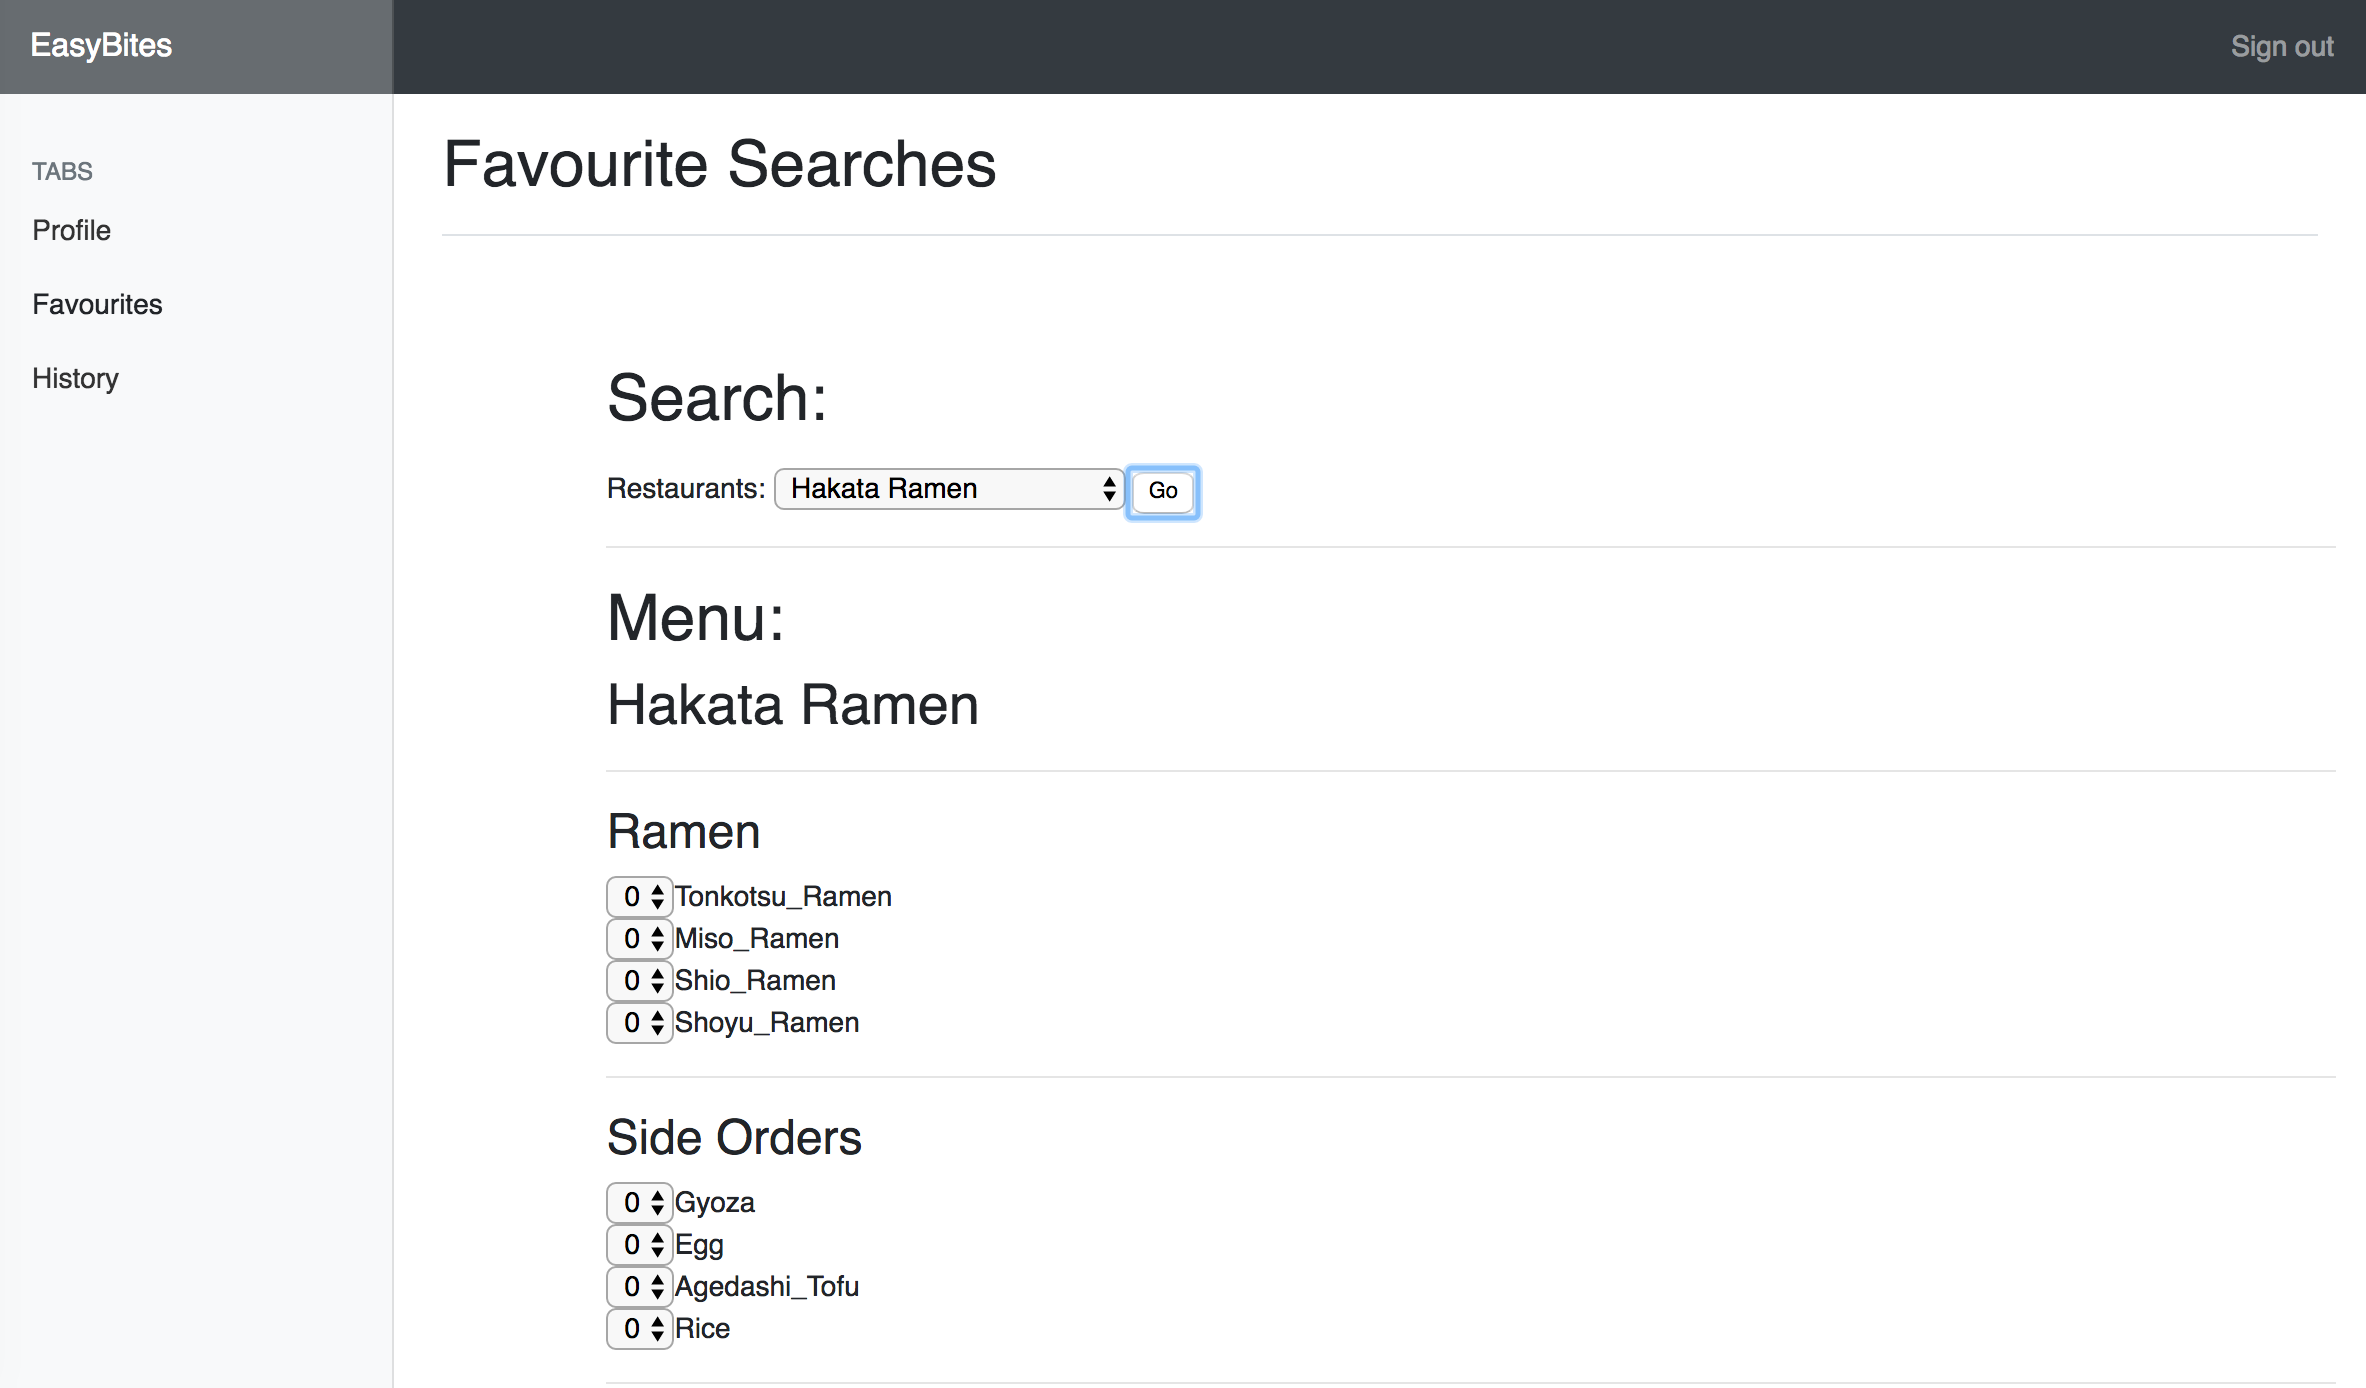 EasyBites
Sign out
TABS
Profile
Favourites
History
Favourite Searches
Search:
Restaurants: Hakata Ramen Go
Menu:
Hakata Ramen
Ramen
0 Tonkotsu_Ramen
0 Miso_Ramen
0 Shio_Ramen
0 Shoyu_Ramen
Side Orders
0 Gyoza
0 Egg
0 Agedashi_Tofu
0 Rice